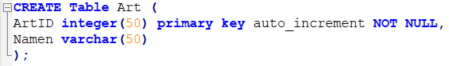 CREATE Table Art (
ArtID integer(50) primary key auto_increment NOT NULL,
Namen varchar(50)
);